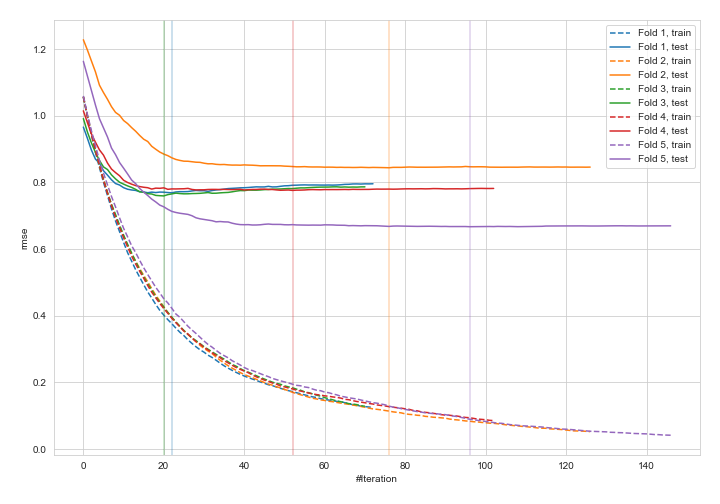 1.2
1.0
0.8
0.6
0.4
0.2
0.0
rmse
0 20 40 60 80 100 120 140
#Iteration
Fold 1, train
Fold 1, test
Fold 2, train
Fold 2, test
Fold 3, train
Fold 3, test
Fold 4, train
Fold 4, test
Fold 5, train
Fold 5, test